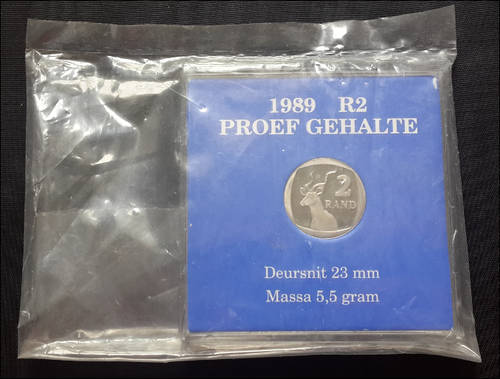 1989 R2
PROEF GEHALTE
2
RAND
Deursnit 23 mm
Massa 5,5 gram